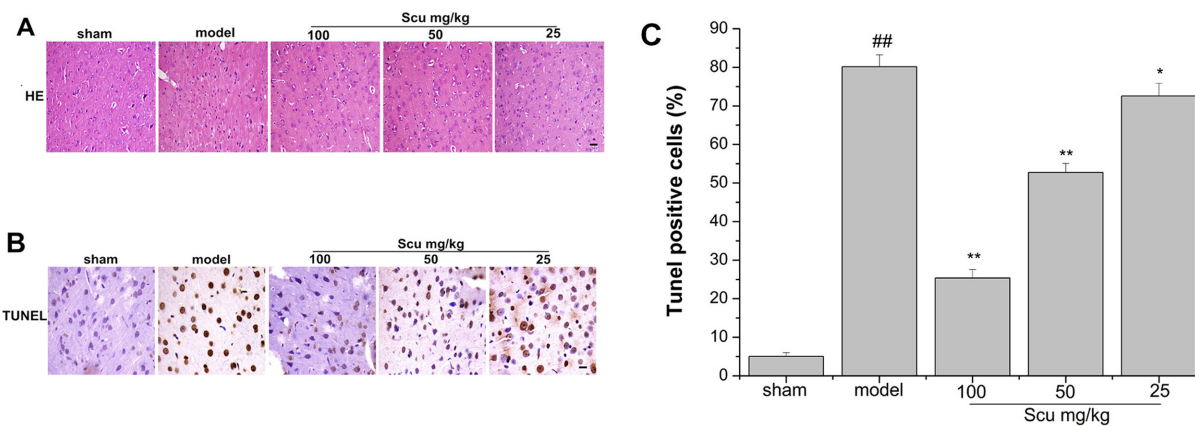 A
Scu mg/kg
sham model 100 50 25
HE
B
Scu mg/kg
sham model 100 50 25
TUNEL
C
Tunel positive cells (%)
90
80
70
60
50
40
30
20
10
0
##
**
**
*
sham model 100 50 25
Scu mg/kg